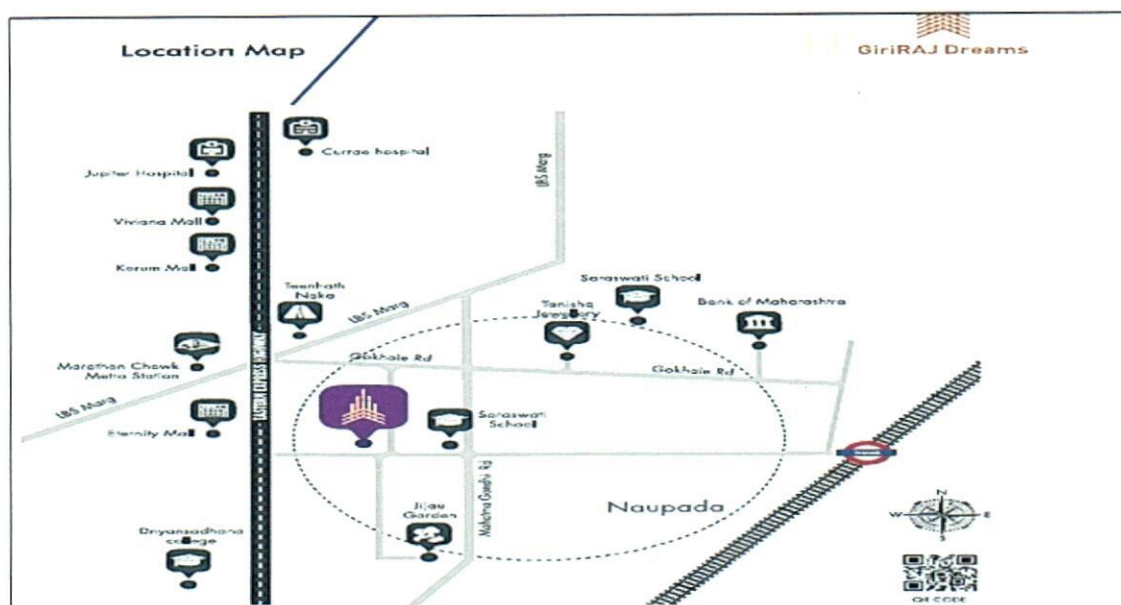 Location Map
GiriRAJ Dreams
Currae hospital
Jupiter Hospital
LBS Marg
Viviana Mall
Korum Mall
Teenhath
Naka
Saraswati School
LBS Marg
Tanishq
Jewellary
Bank of Maharashtra
EASTERN EXPRESS HIGHWAY
Marathon Chowk
Metro Station
Gokhale Rd
Gokhale Rd
LBS Marg
Eternity Mall
Saraswati
School
Mahatma Gandhi Rd
Jijau
Garden
Naupada
Dnyansadhana
college
N
W
E
S
QR CODE